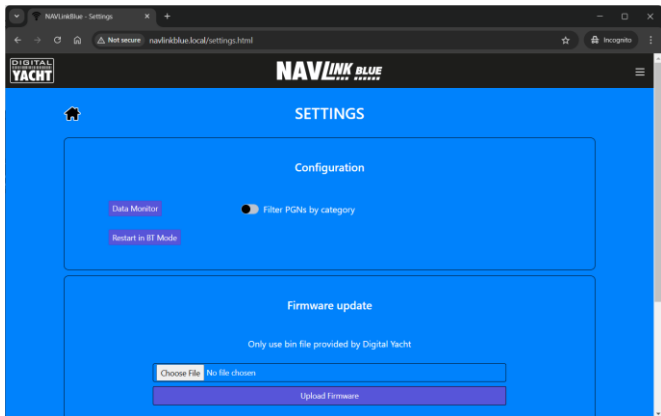 NAVLinkBlue - Settings
Not secure navlinkblue.local/settings.html
Incognito
DIGITAL
YACHT
NAVLINK BLUE
SETTINGS
Configuration
Data Monitor
Filter PGNs by category
Restart in BT Mode
Firmware update
Only use bin file provided by Digital Yacht
Choose File No file chosen
Upload Firmware